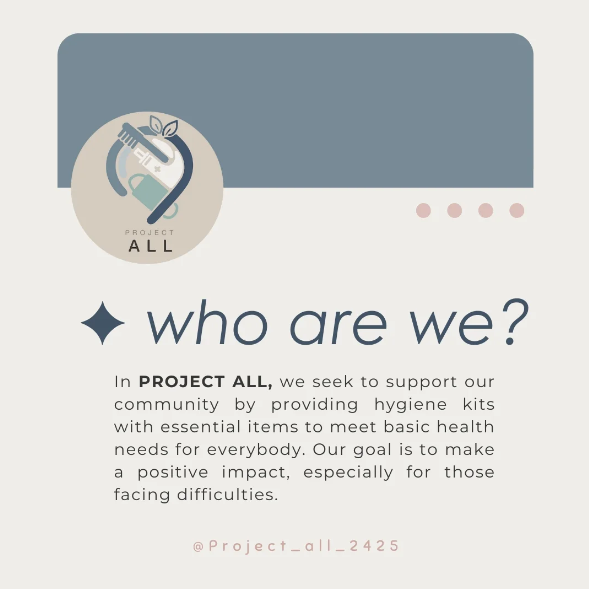 PROJECT
ALL
who are we?
In PROJECT ALL, we seek to support our
community by providing hygiene kits
with essential items to meet basic health
needs for everybody. Our goal is to make
a positive impact, especially for those
facing difficulties.
@Project_all_2425